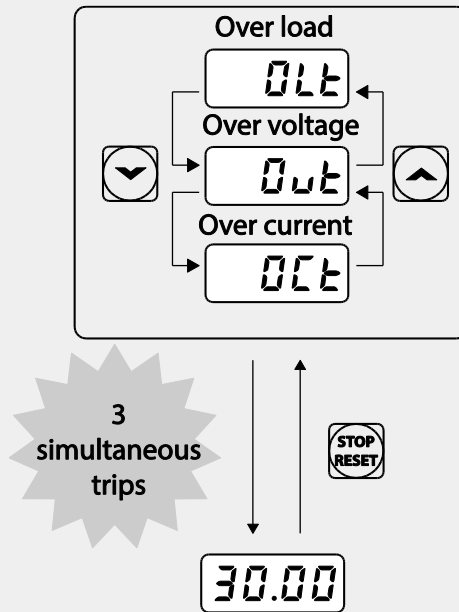 Over load
OLt
Over voltage
Out
Over current
OCt
3
simultaneous
trips
STOP
RESET
30.00